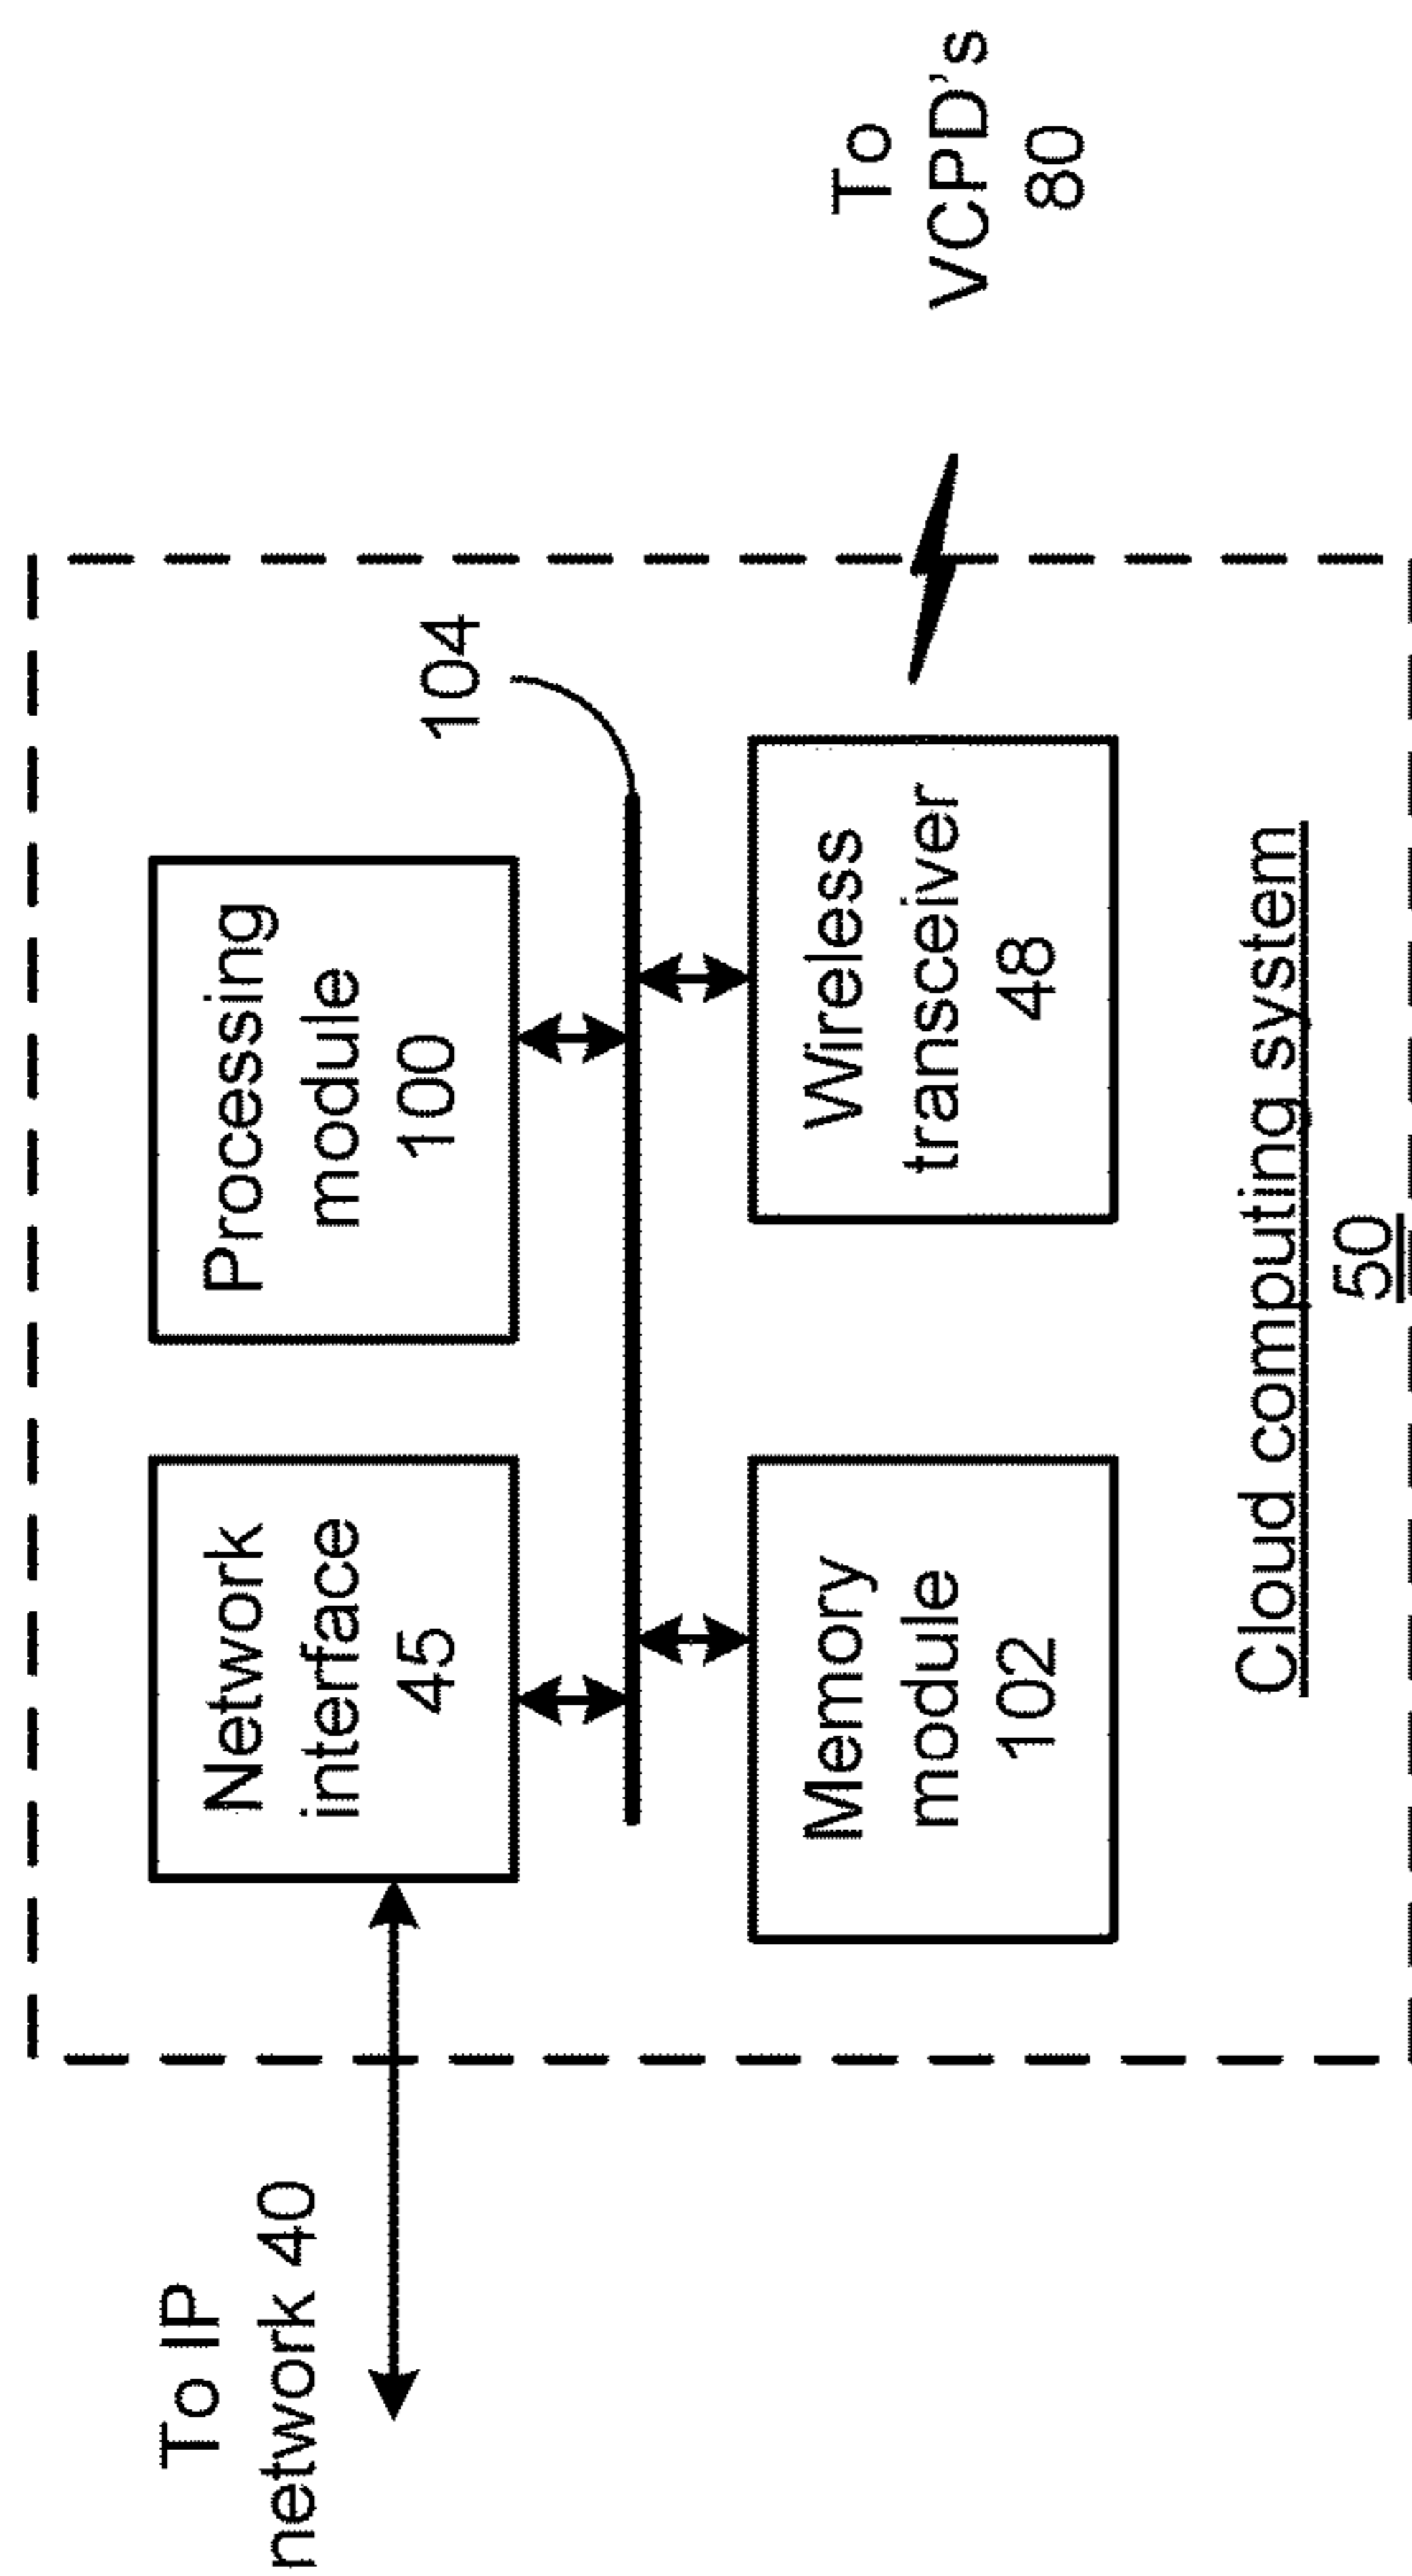 To IP
network 40
Network
interface
45
Processing
module
100
104
Memory
module
102
Wireless
transceiver
48
To
VCPD's
80
Cloud computing system
50